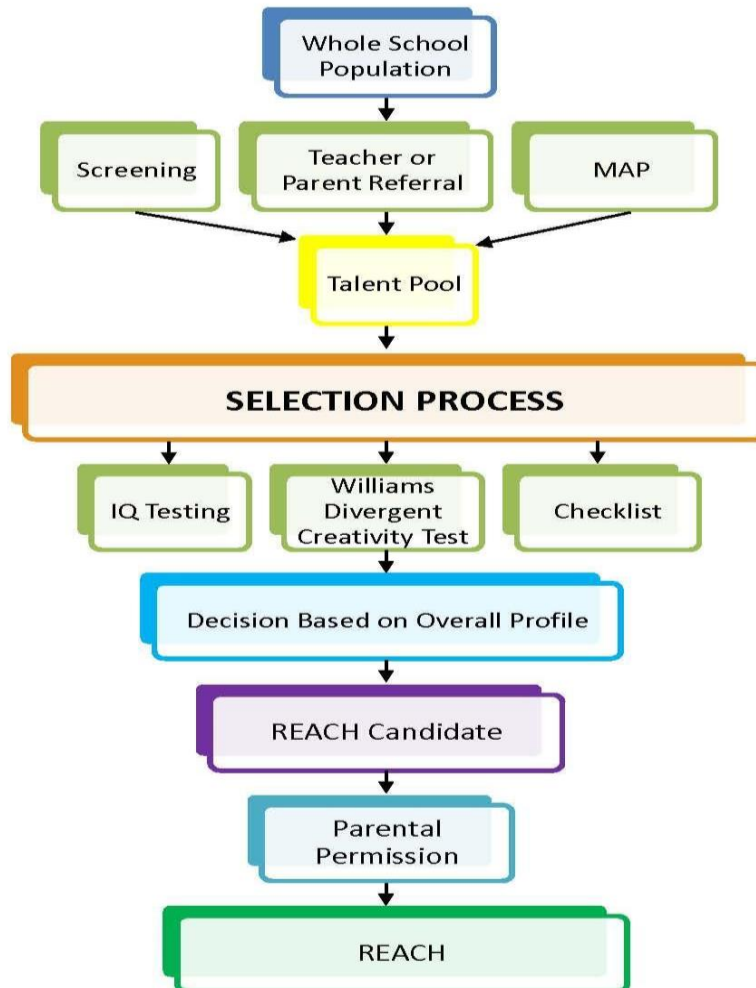 Whole School
Population
Screening
Teacher or
Parent Referral
MAP
Talent Pool
SELECTION PROCESS
IQ Testing
Williams
Divergent
Creativity Test
Checklist
Decision Based on Overall Profile
REACH Candidate
Parental
Permission
REACH